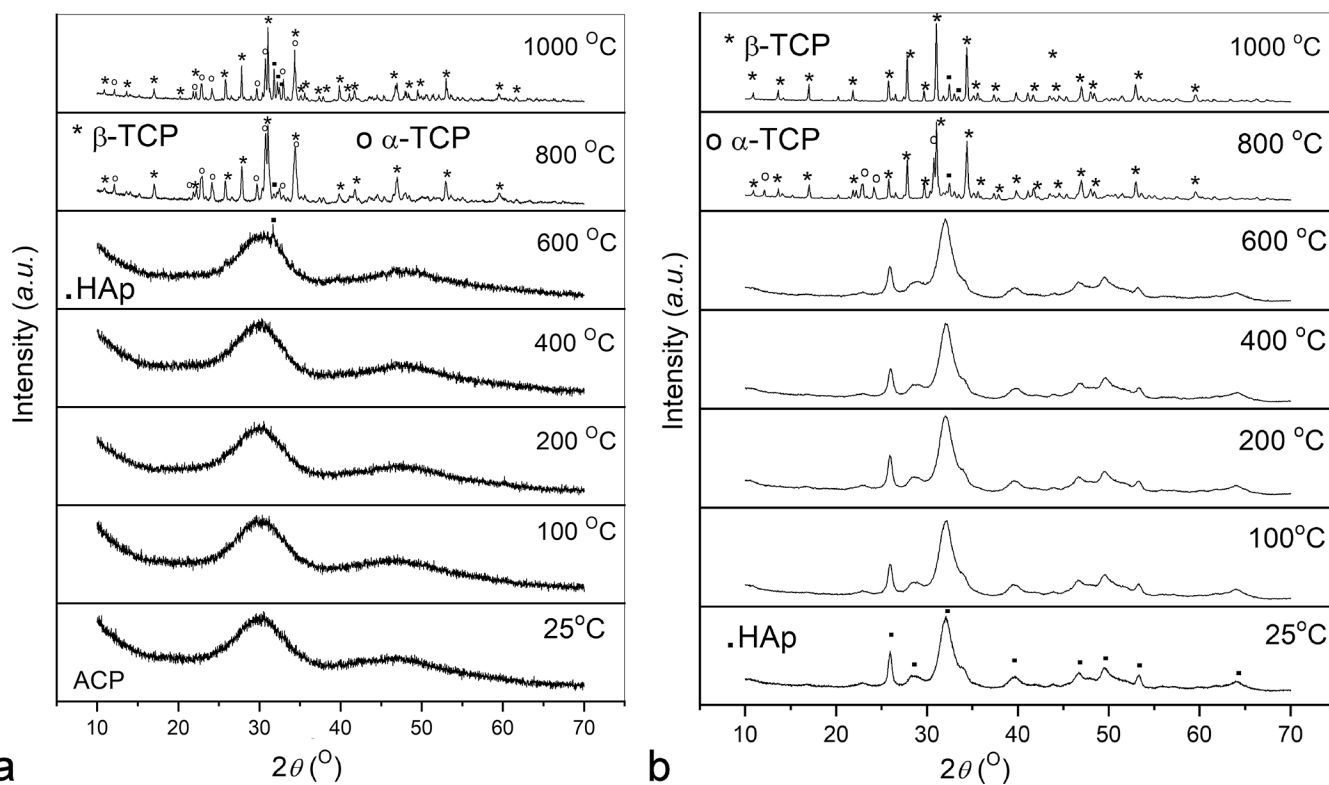 1000 °C
* β-TCP
o α-TCP
800 °C
600 °C
.HAp
400 °C
200 °C
100 °C
25°C
ACP
Intensity (a.u.)
10 20 30 40 50 60 70
2θ (°)
a
* β-TCP
1000 °C
o α-TCP
800 °C
600 °C
400 °C
200 °C
100°C
.HAp
25°C
Intensity (a.u.)
10 20 30 40 50 60 70
2θ (°)
b